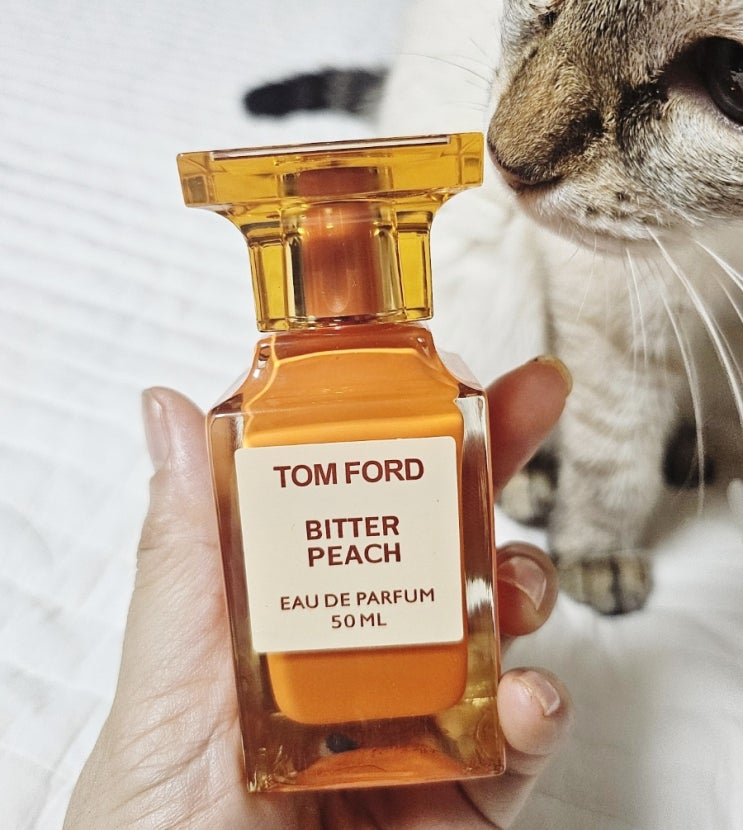 TOM FORD
BITTER
PEACH
EAU DE PARFUM
50 ML